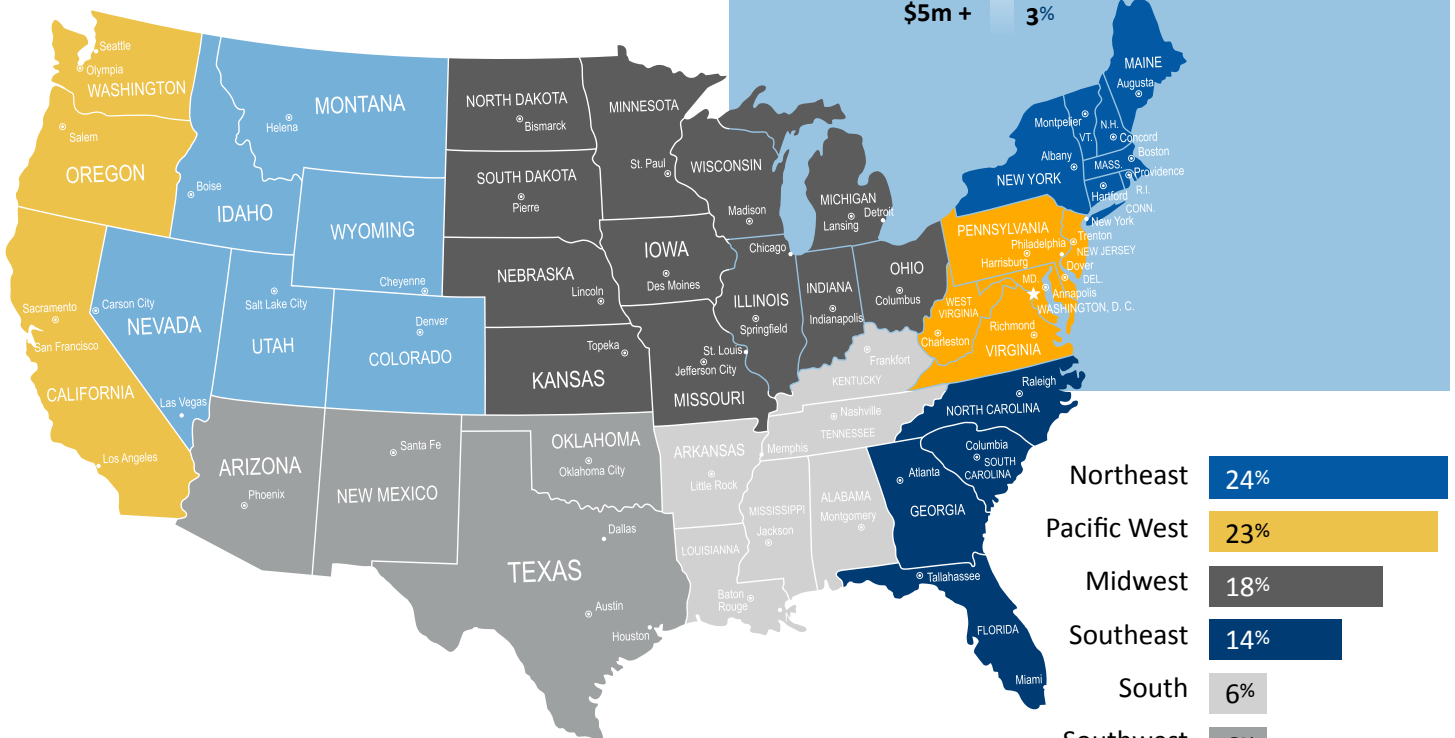 $5m + 3%
Seattle
Olympia
WASHINGTON
Salem
OREGON
MONTANA
Helena
Boise
IDAHO
WYOMING
Cheyenne
Sacramento
San Francisco
CALIFORNIA
Los Angeles
Carson City
NEVADA
Las Vegas
Salt Lake City
UTAH
Denver
COLORADO
ARIZONA
Phoenix
Santa Fe
NEW MEXICO
NORTH DAKOTA
Bismarck
SOUTH DAKOTA
Pierre
NEBRASKA
Lincoln
Topeka
KANSAS
OKLAHOMA
Oklahoma City
Dallas
TEXAS
Austin
Houston
MINNESOTA
St. Paul
WISCONSIN
Madison
IOWA
Des Moines
Chicago
ILLINOIS
Springfield
St. Louis
Jefferson City
MISSOURI
MICHIGAN
Lansing
Detroit
INDIANA
Indianapolis
OHIO
Columbus
Frankfort
KENTUCKY
Nashville
TENNESSEE
Memphis
ARKANSAS
Little Rock
MISSISSIPPI
Jackson
ALABAMA
Montgomery
LOUISIANNA
Baton
Rouge
MAINE
Augusta
Montpelier
VT.
N.H.
Concord
Boston
MASS.
Providence
R.I.
Albany
NEW YORK
Hartford
CONN.
New York
PENNSYLVANIA
Philadelphia
Harrisburg
Trenton
NEW JERSEY
Dover
DEL.
MD.
Annapolis
WASHINGTON, D. C.
WEST
VIRGINIA
Charleston
Richmond
VIRGINIA
Raleigh
NORTH CAROLINA
Columbia
SOUTH
CAROLINA
Atlanta
GEORGIA
Tallahassee
FLORIDA
Miami
Northeast 24%
Pacific West 23%
Midwest 18%
Southeast 14%
South 6%
Southwest